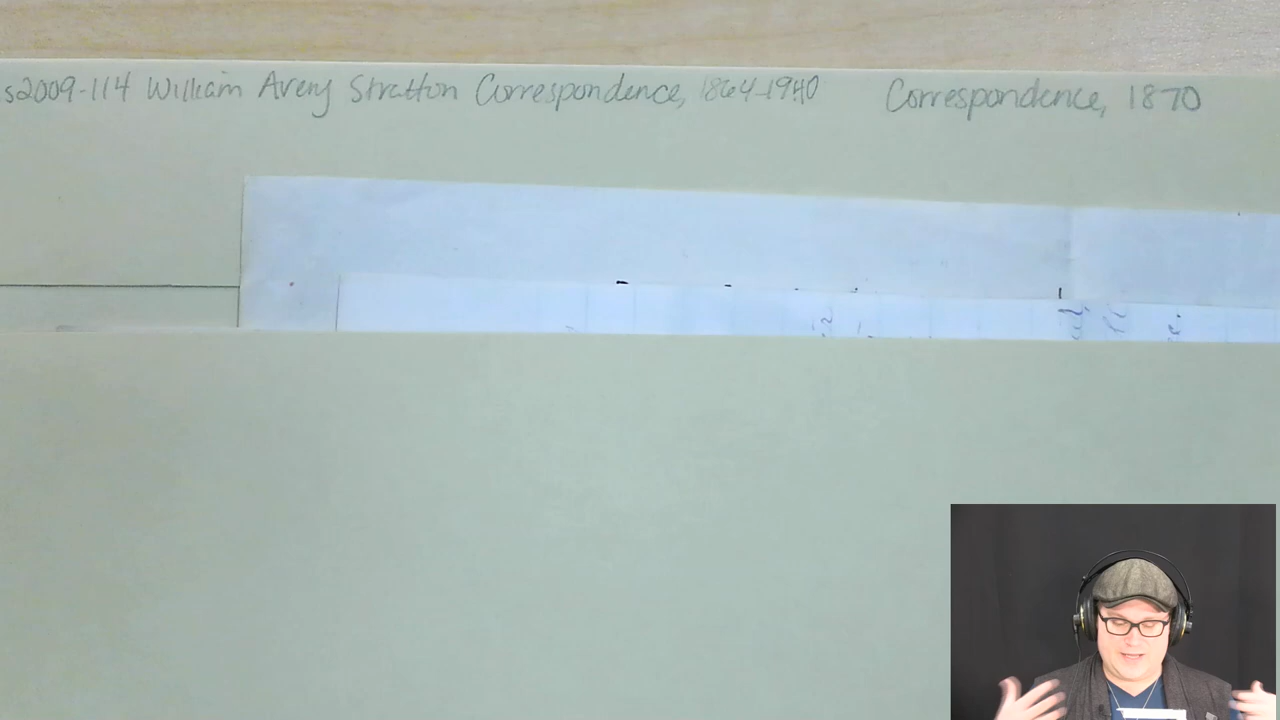 s2009-114 William Avery Stratton Correspondence, 1864-1940 Correspondence, 1870